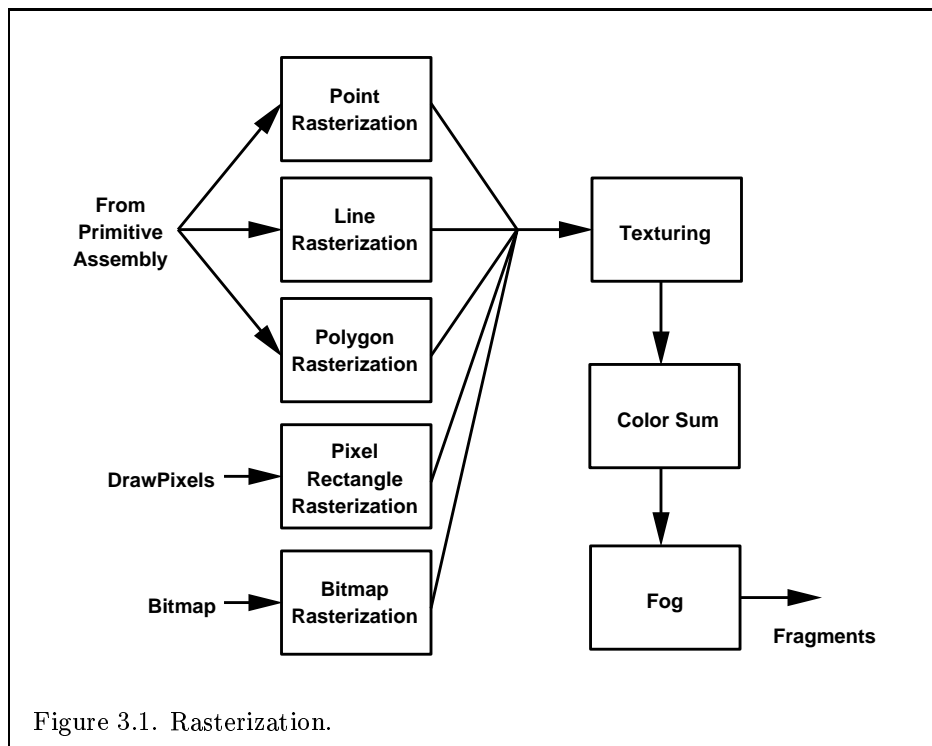 Point
Rasterization
From
Primitive
Assembly
Line
Rasterization
Polygon
Rasterization
DrawPixels
Pixel
Rectangle
Rasterization
Bitmap
Bitmap
Rasterization
Texturing
Color Sum
Fog
Fragments
Figure 3.1. Rasterization.